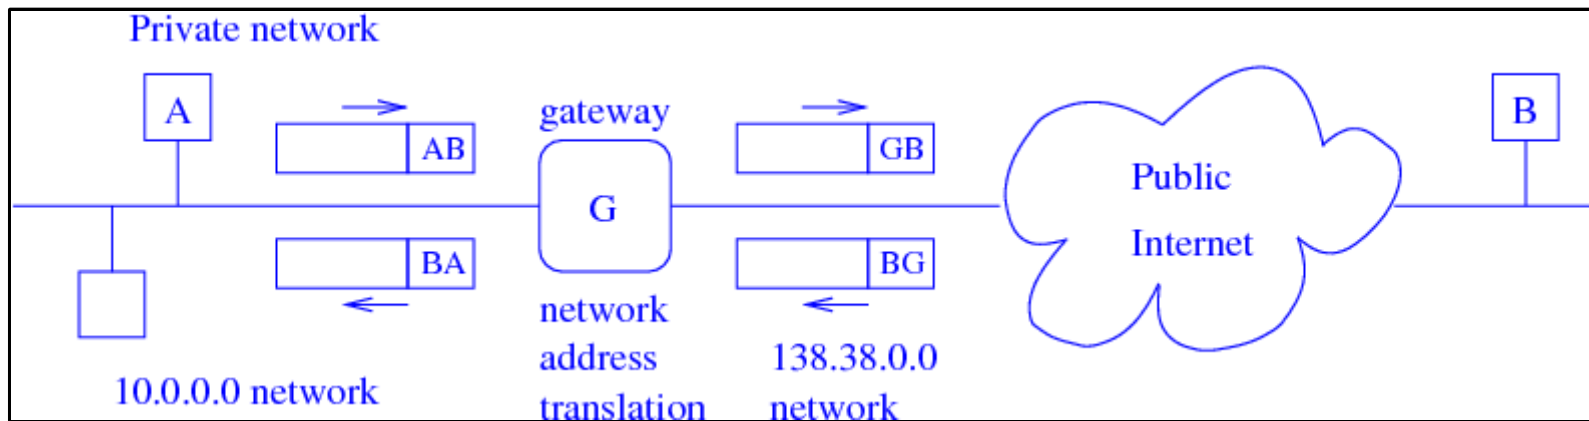 Private network
A
AB
gateway
GB
B
Public
Internet
G
BA
BG
network
address
translation
138.38.0.0
network
10.0.0.0 network